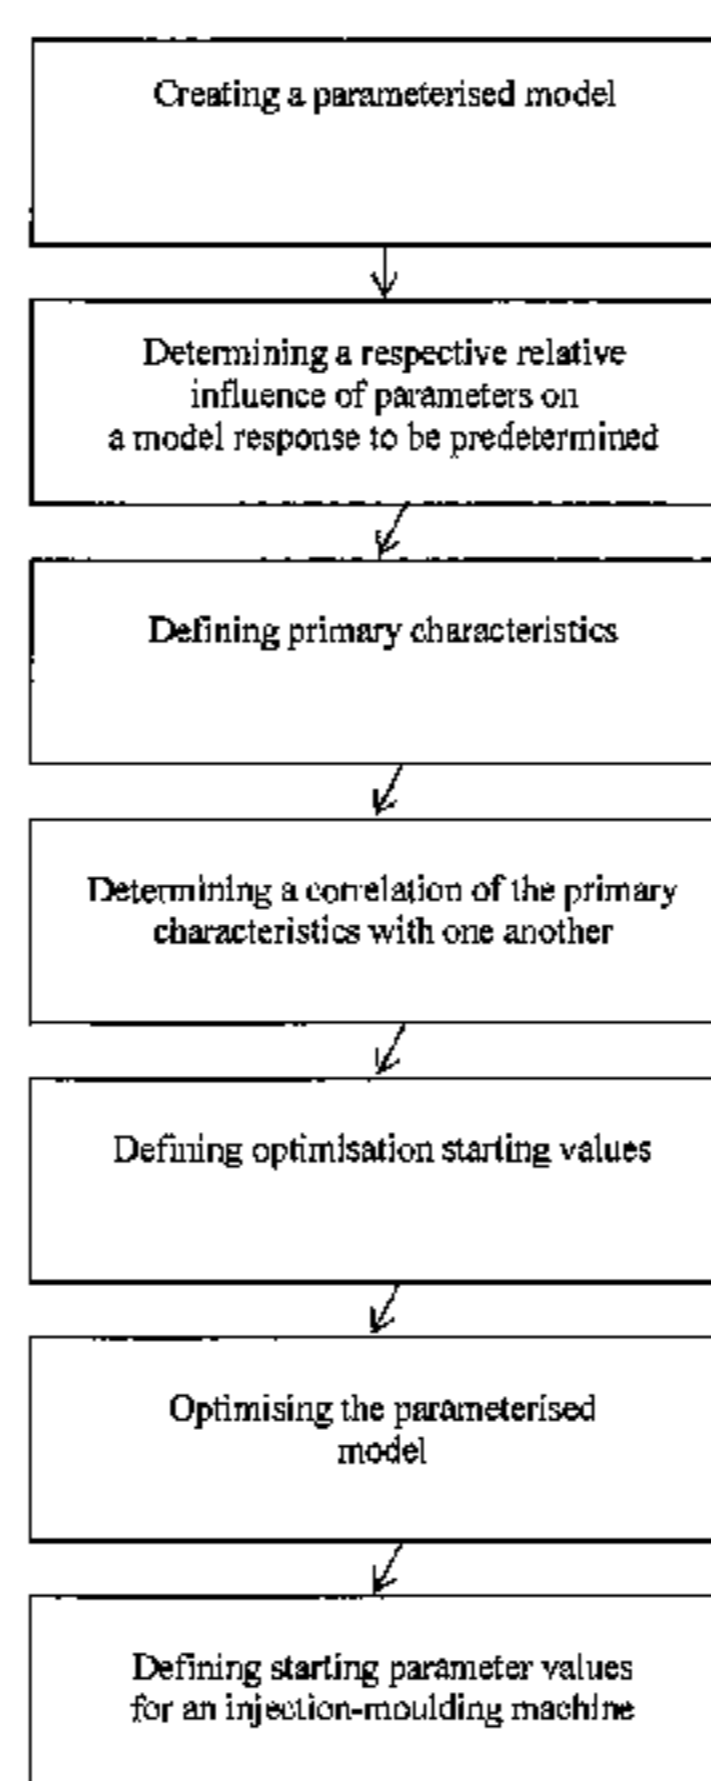 Creating a parameterised model
Determining a respective relative
influence of parameters on
a model response to be predetermined
Defining primary characteristics
Determining a correlation of the primary
characteristics with one another
Defining optimisation starting values
Optimising the parameterised
model
Defining starting parameter values
for an injection-moulding machine